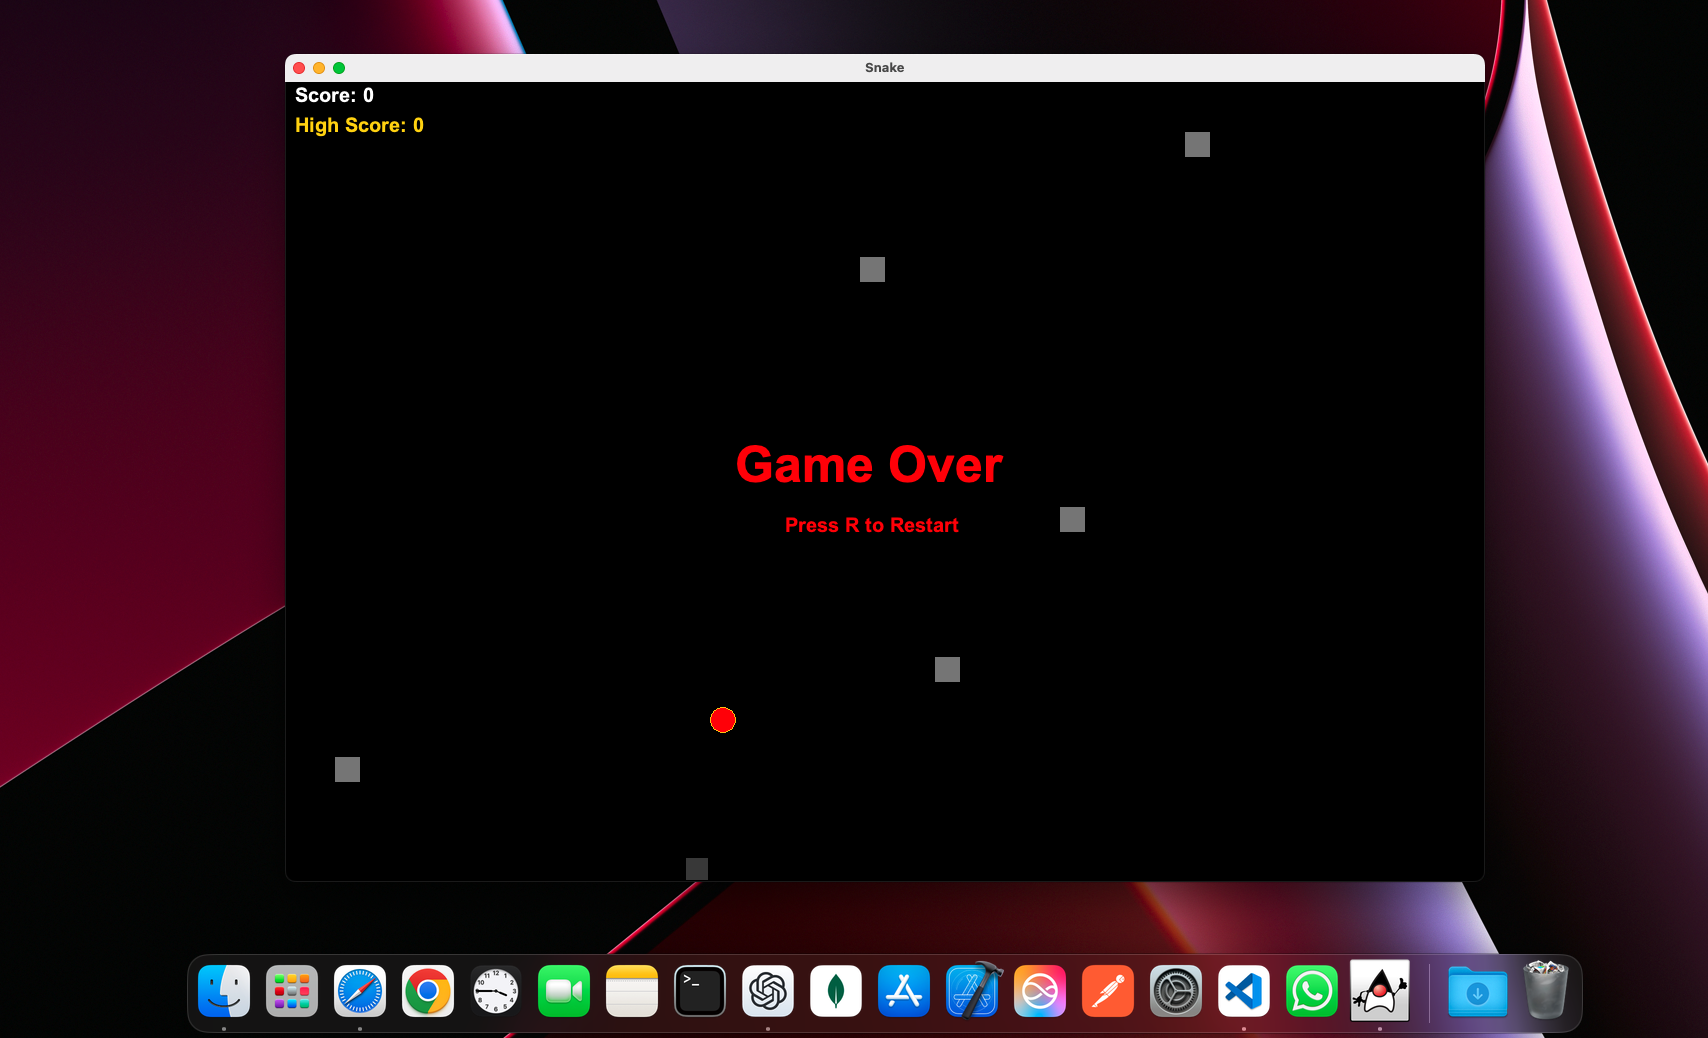 Snake
Score: 0
High Score: 0
Game Over
Press R to Restart
>_